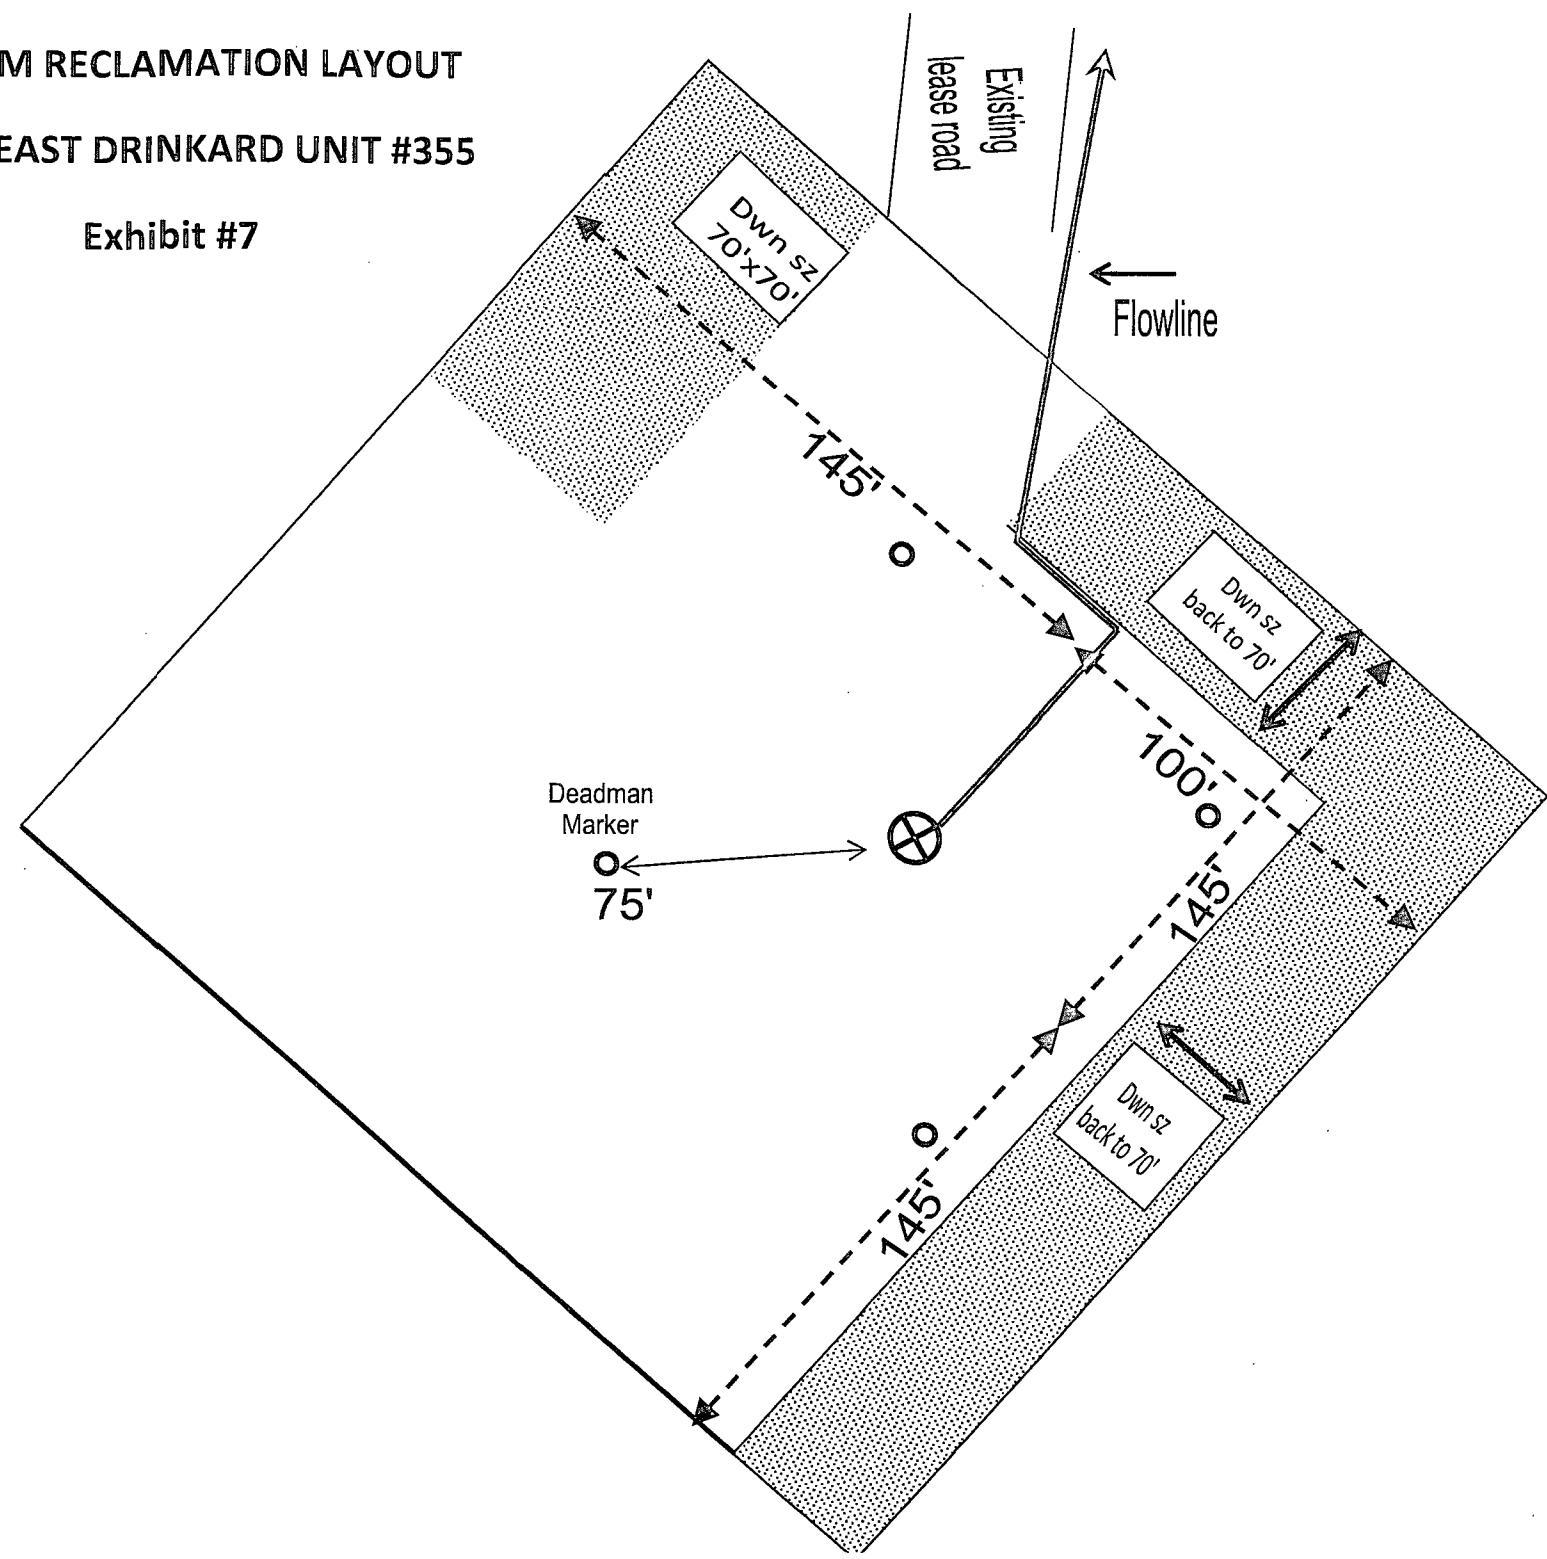 M RECLAMATION LAYOUT
EAST DRINKARD UNIT #355
Exhibit #7
Existing
lease road
Dwn sz
70'x70'
Flowline
145'
Dwn sz
back to 70'
100'
Deadman
Marker
75'
145'
Dwn sz
back to 70'
145'